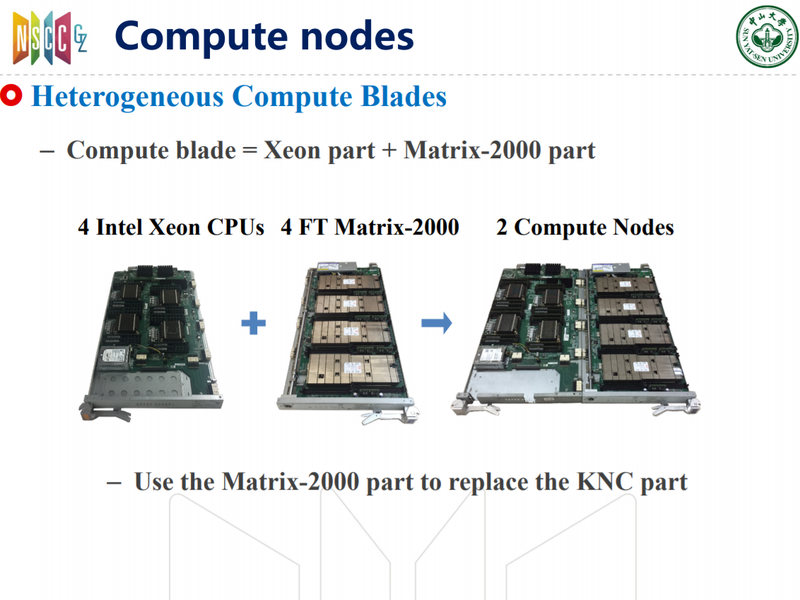 NSCC GZ
Compute nodes
中山大学
SUN YAT-SEN UNIVERSITY
Heterogeneous Compute Blades
– Compute blade = Xeon part + Matrix-2000 part
4 Intel Xeon CPUs 4 FT Matrix-2000 2 Compute Nodes
– Use the Matrix-2000 part to replace the KNC part